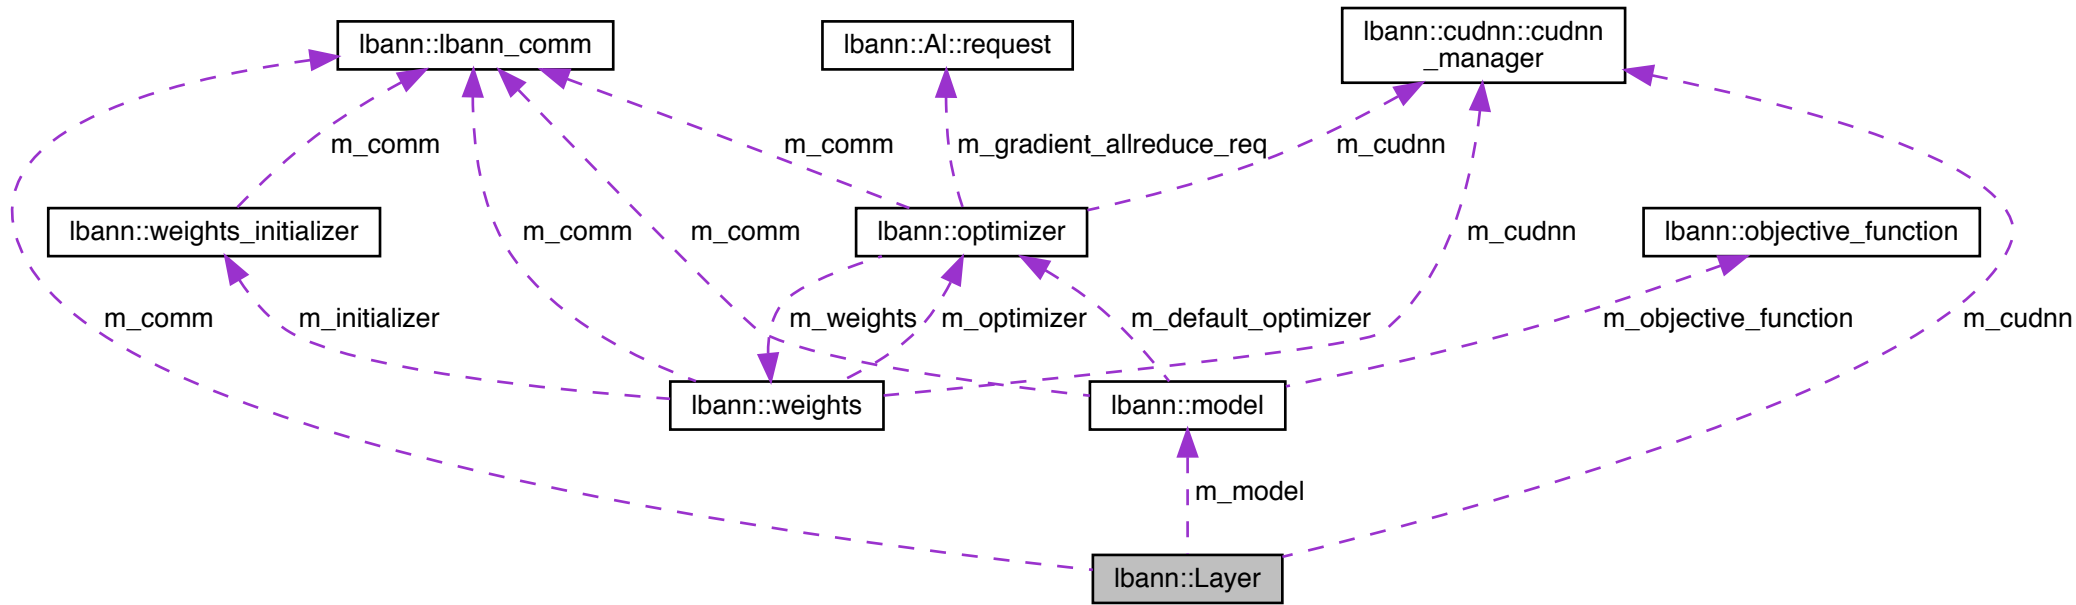 lbann::lbann_comm
lbann::Al::request
lbann::cudnn::cudnn
_manager
m_comm
m_comm
m_gradient_allreduce_req
m_cudnn
lbann::weights_initializer
m_comm
m_comm
lbann::optimizer
m_cudnn
lbann::objective_function
m_comm
m_initializer
m_weights
m_optimizer
m_default_optimizer
m_objective_function
m_cudnn
lbann::weights
lbann::model
m_model
lbann::Layer